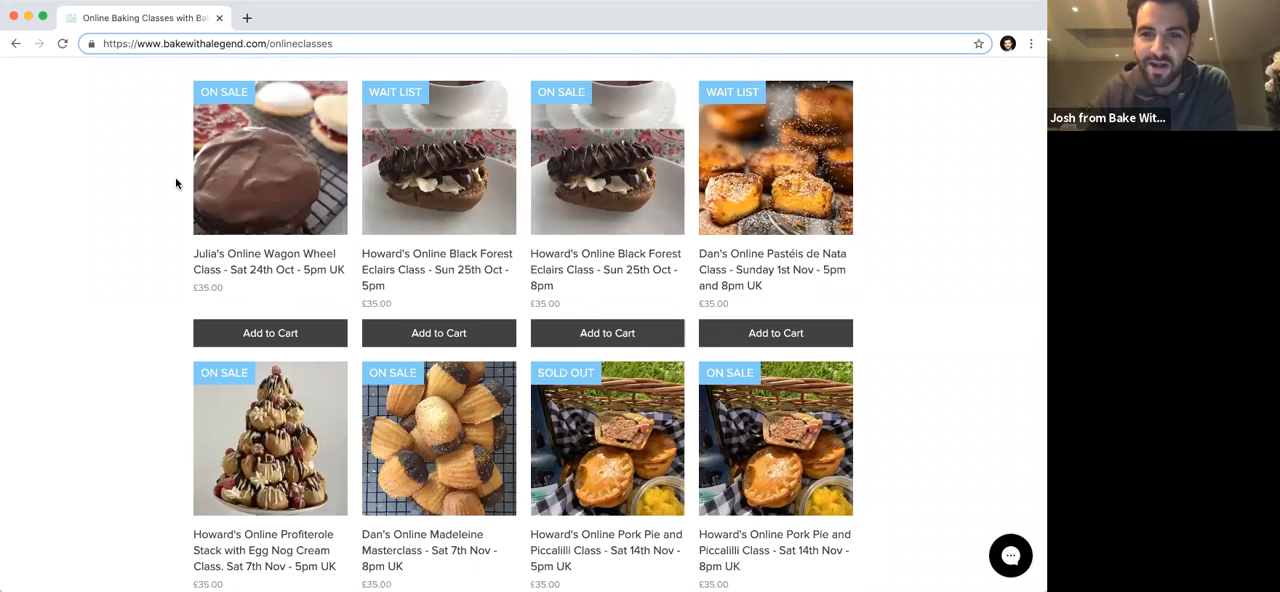 Online Baking Classes with Ba
https://www.bakewithalegend.com/onlineclasses
Josh from Bake Wit...
ON SALE
WAIT LIST
ON SALE
WAIT LIST
Julia's Online Wagon Wheel
Class - Sat 24th Oct - 5pm UK
£35.00
Add to Cart
Howard's Online Black Forest
Eclairs Class - Sun 25th Oct -
5pm
£35.00
Add to Cart
Howard's Online Black Forest
Eclairs Class - Sun 25th Oct -
8pm
£35.00
Add to Cart
Dan's Online Pastéis de Nata
Class - Sunday 1st Nov - 5pm
and 8pm UK
£35.00
Add to Cart
ON SALE
ON SALE
SOLD OUT
ON SALE
Howard's Online Profiterole
Stack with Egg Nog Cream
Class. Sat 7th Nov - 5pm UK
£35.00
Dan's Online Madeleine
Masterclass - Sat 7th Nov -
8pm UK
£35.00
Howard's Online Pork Pie and
Piccalilli Class - Sat 14th Nov -
5pm UK
£35.00
Howard's Online Pork Pie and
Piccalilli Class - Sat 14th Nov -
8pm UK
£35.00